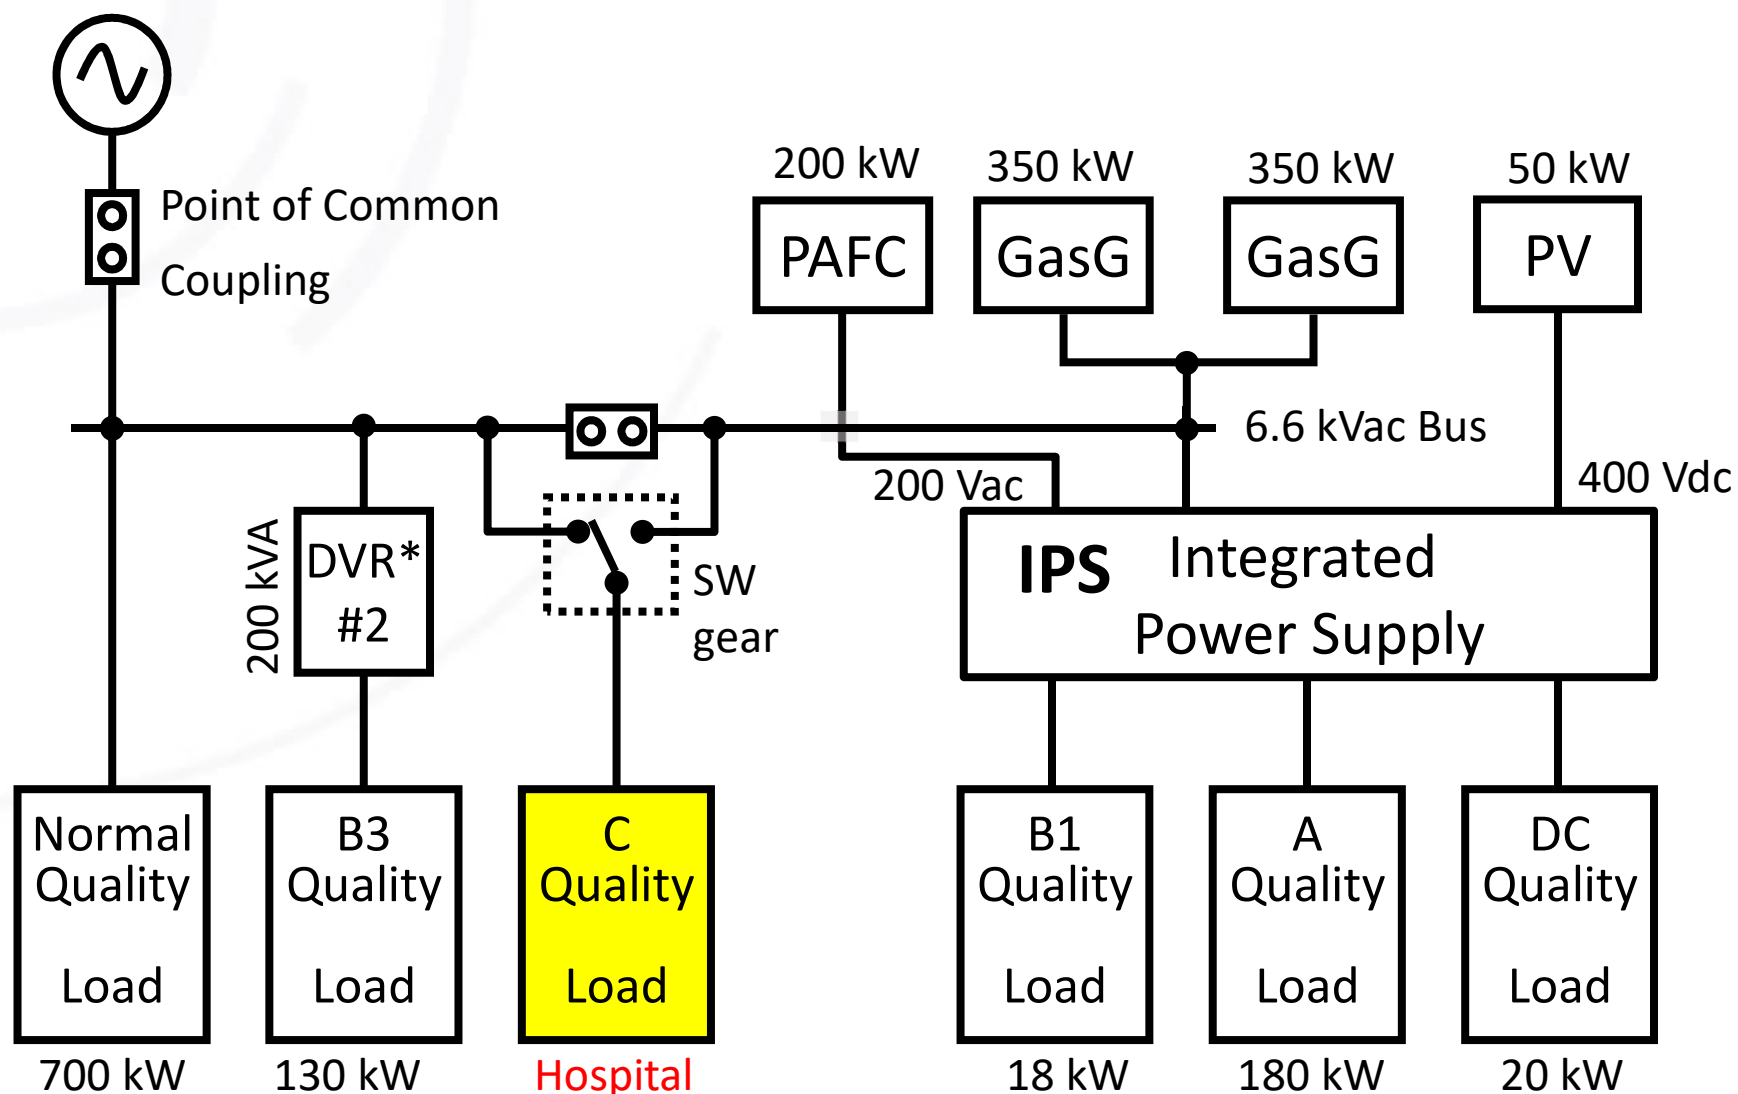 Point of Common
Coupling
200 kW
350 kW
350 kW
50 kW
PAFC
GasG
GasG
PV
6.6 kVac Bus
200 Vac
400 Vdc
200 kVA
DVR*
#2
SW
gear
IPS Integrated
Power Supply
Normal
Quality
Load
700 kW
B3
Quality
Load
130 kW
C
Quality
Load
Hospital
B1
Quality
Load
18 kW
A
Quality
Load
180 kW
DC
Quality
Load
20 kW